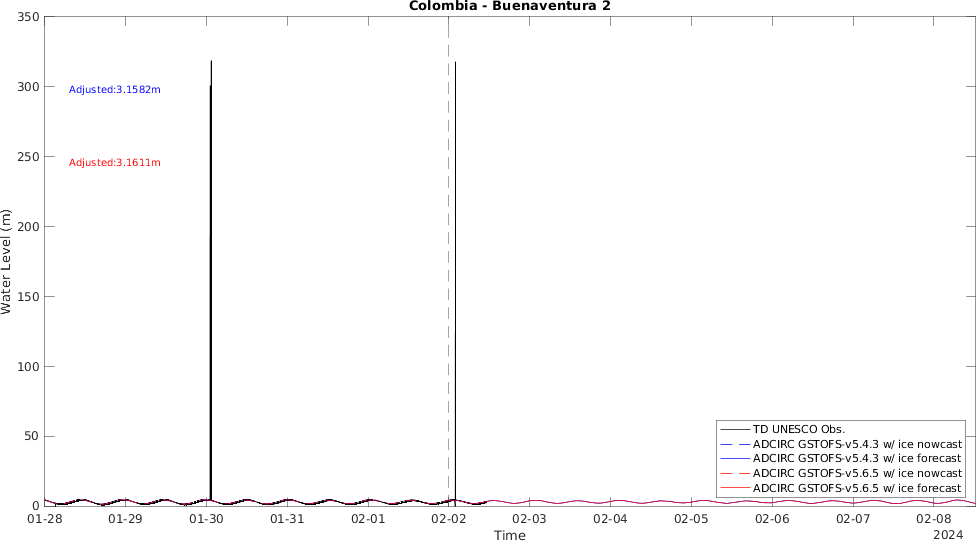 Colombia - Buenaventura 2
350
300
250
200
150
100
50
0
Water Level (m)
Adjusted:3.1582m
Adjusted:3.1611m
TD UNESCO Obs.
ADCIRC GSTOFS-v5.4.3 w/ ice nowcast
ADCIRC GSTOFS-v5.4.3 w/ ice forecast
ADCIRC GSTOFS-v5.6.5 w/ ice nowcast
ADCIRC GSTOFS-v5.6.5 w/ ice forecast
01-28 01-29 01-30 01-31 02-01 02-02 02-03 02-04 02-05 02-06 02-07 02-08
Time
2024